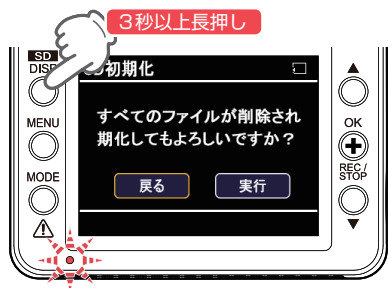 3秒以上長押し
SD
DISP
D初期化
MENU
すべてのファイルが削除され
期化してもよろしいですか？
OK
MODE
REC/
STOP
戻る
実行